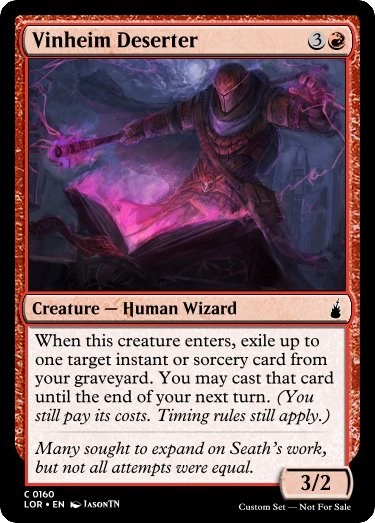 Vinheim Deserter 3
Creature — Human Wizard
When this creature enters, exile up to
one target instant or sorcery card from
your graveyard. You may cast that card
until the end of your next turn. (You
still pay its costs. Timing rules still apply.)
Many sought to expand on Seath's work,
but not all attempts were equal.
3/2
C 0160
LOR • EN JASONTN
Custom Set — Not For Sale